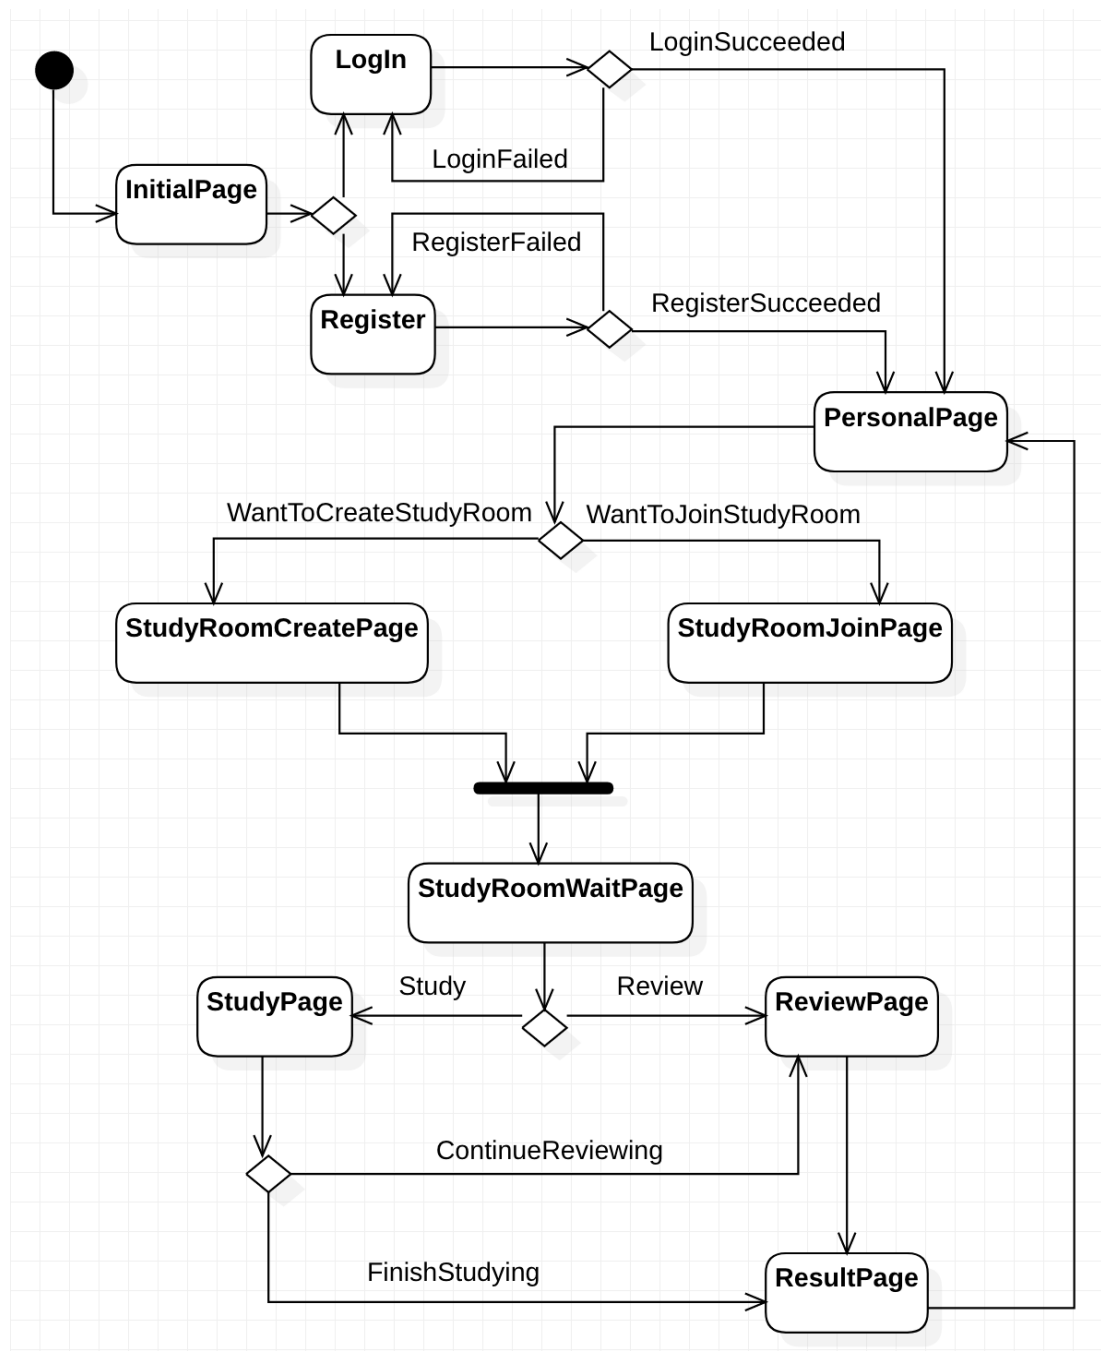 LoginSucceeded
LogIn
LoginFailed
InitialPage
RegisterFailed
RegisterSucceeded
Register
PersonalPage
WantToCreateStudyRoom
WantToJoinStudyRoom
StudyRoomCreatePage
StudyRoomJoinPage
StudyRoomWaitPage
Study
Review
StudyPage
ReviewPage
ContinueReviewing
FinishStudying
ResultPage